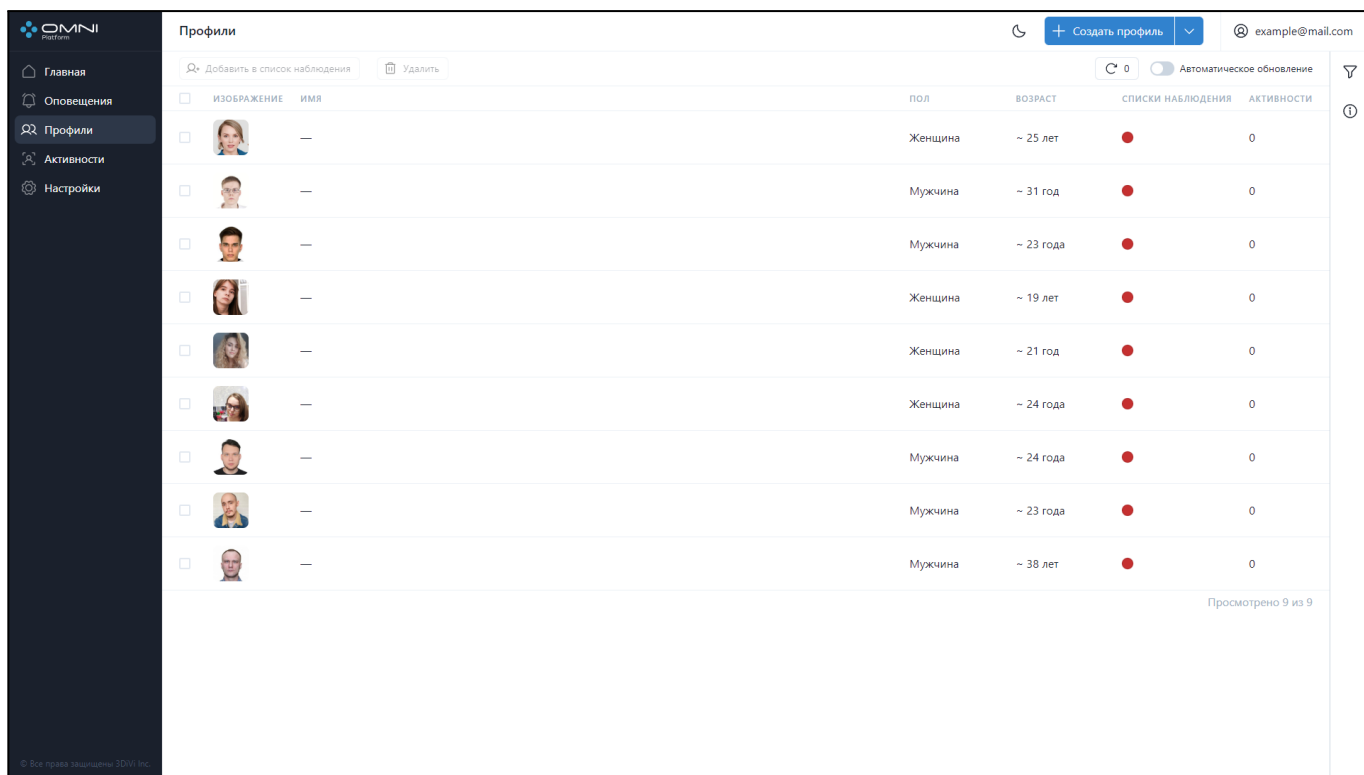 OMNI
Platform
Профили
Создать профиль
example@mail.com
Главная
Оповещения
Профили
Активности
Настройки
Добавить в список наблюдения
Удалить
0
Автоматическое обновление
ИЗОБРАЖЕНИЕ ИМЯ ПОЛ ВОЗРАСТ СПИСКИ НАБЛЮДЕНИЯ АКТИВНОСТИ
— Женщина ~ 25 лет 0
— Мужчина ~ 31 год 0
— Мужчина ~ 23 года 0
— Женщина ~ 19 лет 0
— Женщина ~ 21 год 0
— Женщина ~ 24 года 0
— Мужчина ~ 24 года 0
— Мужчина ~ 23 года 0
— Мужчина ~ 38 лет 0
Просмотрено 9 из 9
© Все права защищены 3DiVi Inc.